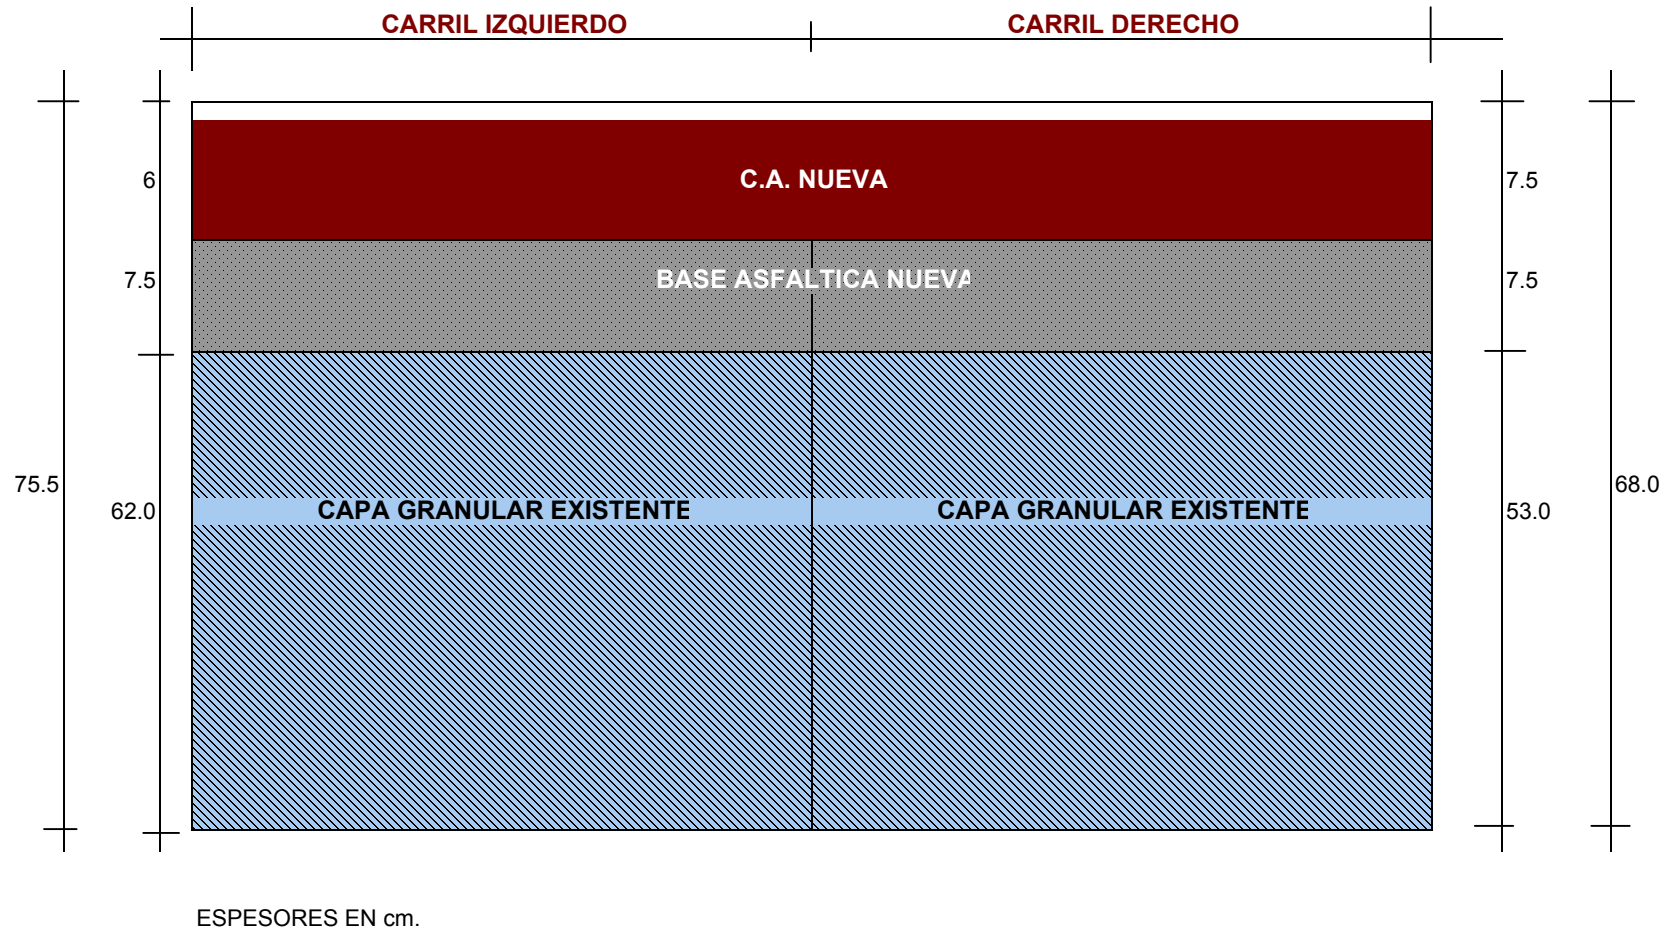 CARRIL IZQUIERDO CARRIL DERECHO
6 C.A. NUEVA 7.5
7.5 BASE ASFALTICA NUEVA 7.5
75.5 68.0
62.0 CAPA GRANULAR EXISTENTE CAPA GRANULAR EXISTENTE 53.0
ESPESORES EN cm.